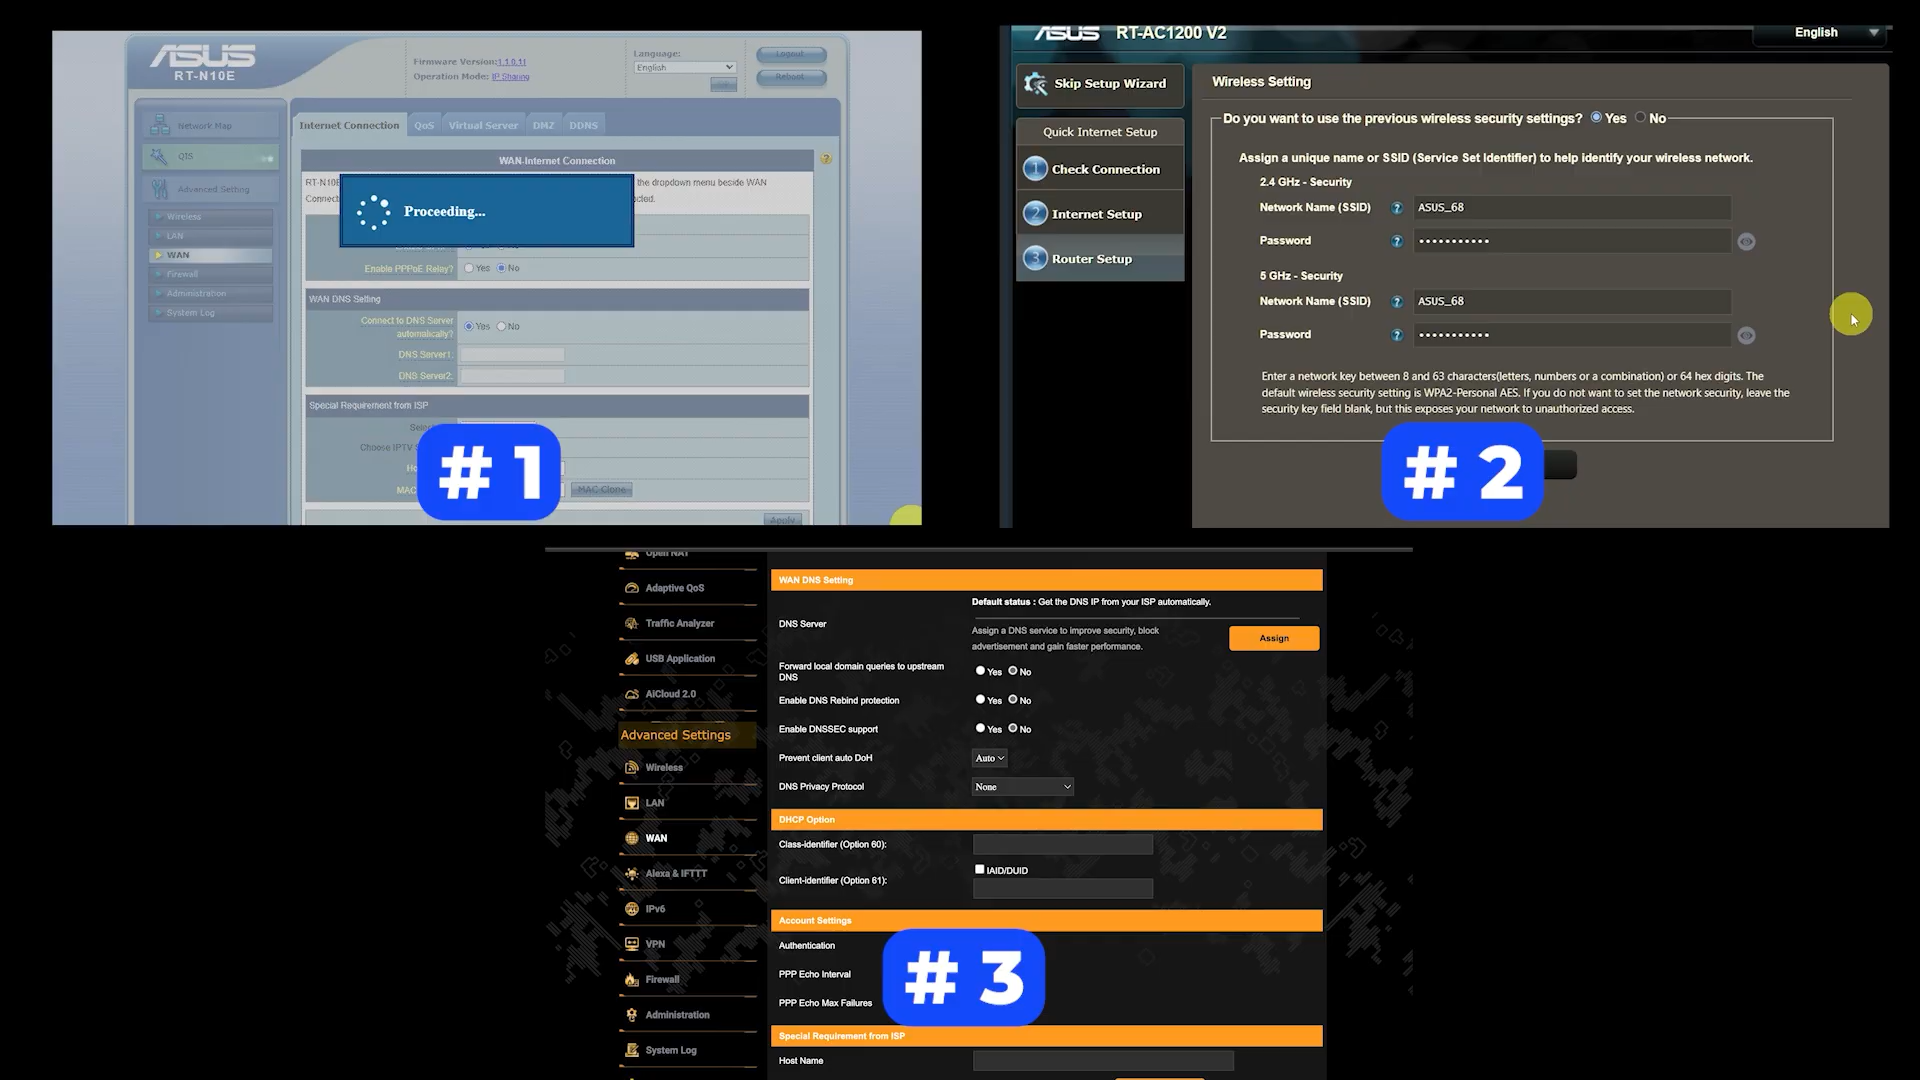 ASUS
RT-N10E
Firmware Version:1.1.0.11
Operation Mode: IP Sharing
Language:
English
Logout
Reboot
Network Map
QIS
Advanced Setting
Wireless
LAN
WAN
Firewall
Administration
System Log
Internet Connection QoS Virtual Server DMZ DDNS
WAN-Internet Connection
RT-N10E the dropdown menu beside WAN
Proceeding...
Enable PPPoE Relay? Yes No
WAN DNS Setting
Connect to DNS Server automatically? Yes No
DNS Server1:
DNS Server2:
Special Requirement from ISP
Choose IPTV
MAC MAC Clone
Apply
# 1
ASUS RT-AC1200 V2
English
Skip Setup Wizard
Quick Internet Setup
1 Check Connection
2 Internet Setup
3 Router Setup
Wireless Setting
Do you want to use the previous wireless security settings? Yes No
Assign a unique name or SSID (Service Set Identifier) to help identify your wireless network.
2.4 GHz - Security
Network Name (SSID) ? ASUS_68
Password ? •••••••••••
5 GHz - Security
Network Name (SSID) ? ASUS_68
Password ? •••••••••••
Enter a network key between 8 and 63 characters(letters, numbers or a combination) or 64 hex digits. The
default wireless security setting is WPA2-Personal AES. If you do not want to set the network security, leave the
security key field blank, but this exposes your network to unauthorized access.
# 2
Open NAT
Adaptive QoS
Traffic Analyzer
USB Application
AiCloud 2.0
Advanced Settings
Wireless
LAN
WAN
Alexa & IFTTT
IPv6
VPN
Firewall
Administration
System Log
WAN DNS Setting
Default status : Get the DNS IP from your ISP automatically.
DNS Server
Assign a DNS service to improve security, block
advertisement and gain faster performance.
Assign
Forward local domain queries to upstream
DNS
Yes No
Enable DNS Rebind protection Yes No
Enable DNSSEC support Yes No
Prevent client auto DoH Auto
DNS Privacy Protocol None
DHCP Option
Class-identifier (Option 60):
IAID/DUID
Client-identifier (Option 61):
Account Settings
Authentication
PPP Echo Interval
PPP Echo Max Failures
# 3
Special Requirement from ISP
Host Name